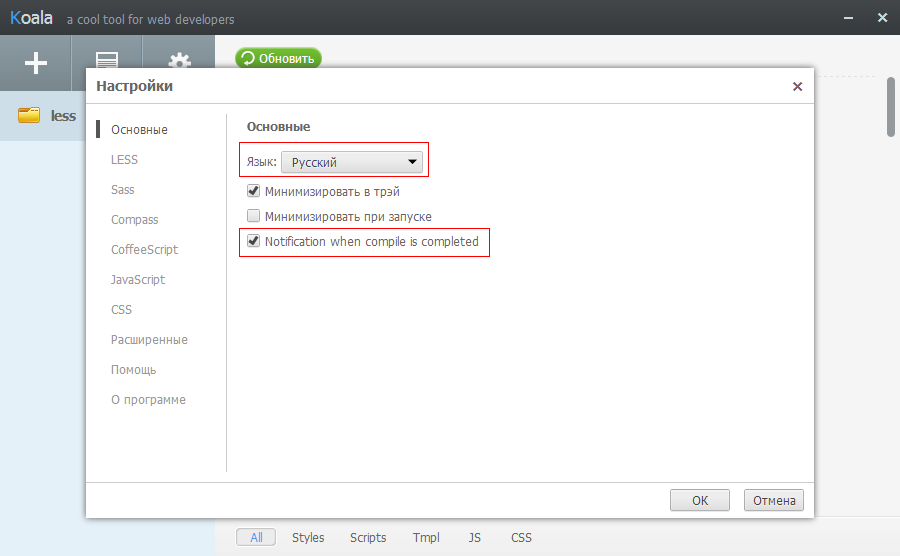 Koala a cool tool for web developers
Обновить
less
Настройки
Основные
LESS
Sass
Compass
CoffeeScript
JavaScript
CSS
Расширенные
Помощь
О программе
Основные
Язык: Русский
Минимизировать в трэй
Минимизировать при запуске
Notification when compile is completed
OK Отмена
All Styles Scripts Tmpl JS CSS